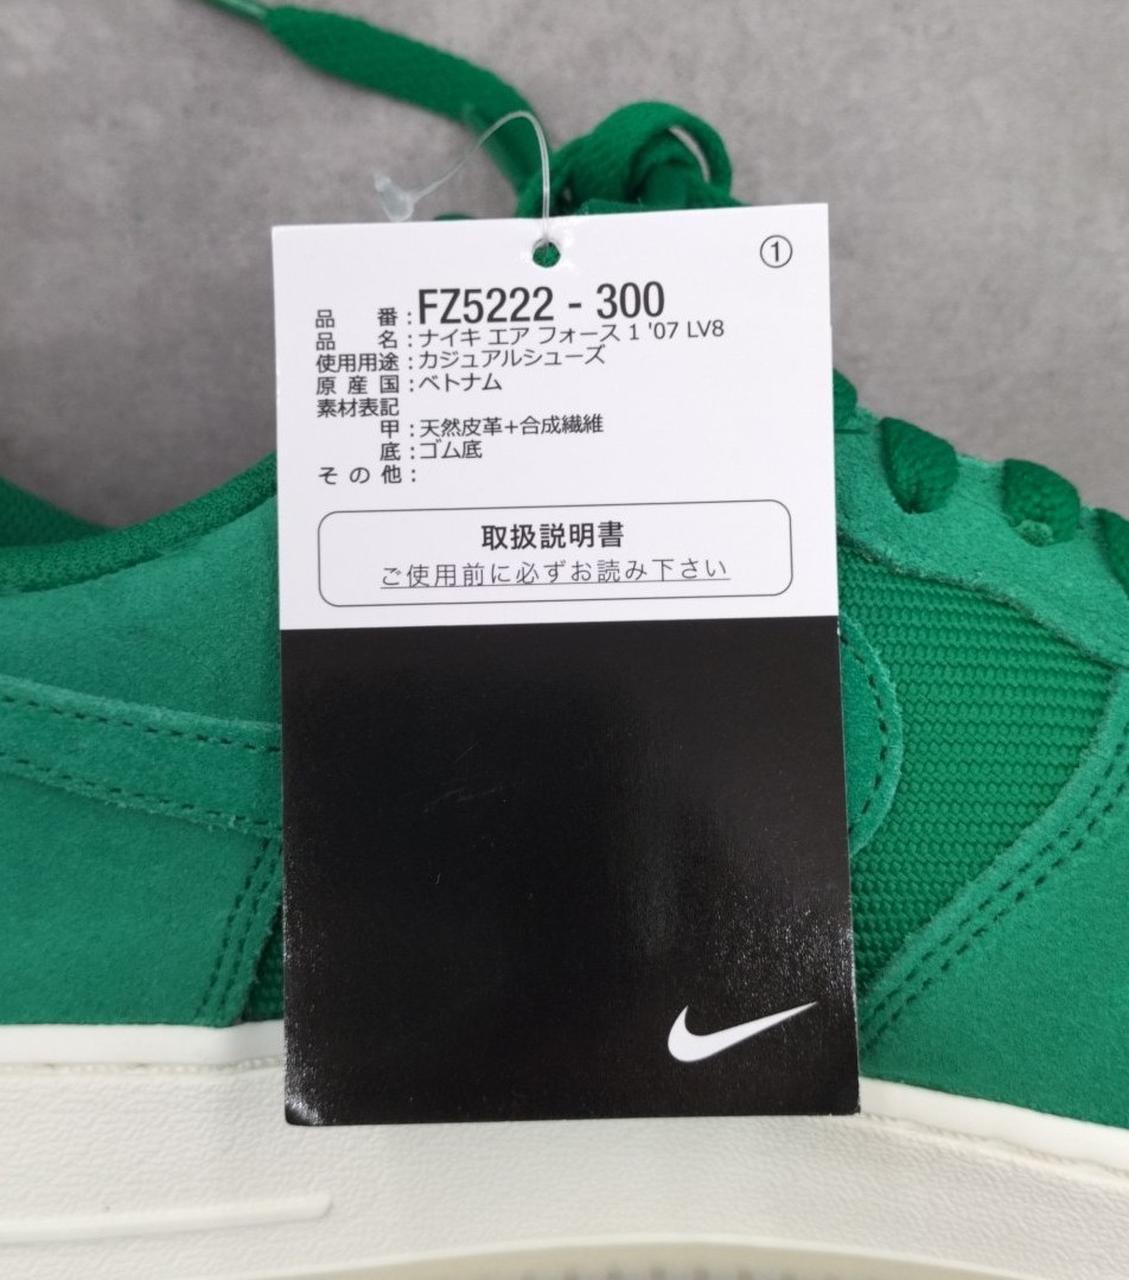 ①
品番:FZ5222 - 300
品名:ナイキ エア フォース 1 '07 LV8
使用用途:カジュアルシューズ
原産国:ベトナム
素材表記
甲:天然皮革+合成繊維
底:ゴム底
その他:
取扱説明書
ご使用前に必ずお読み下さい